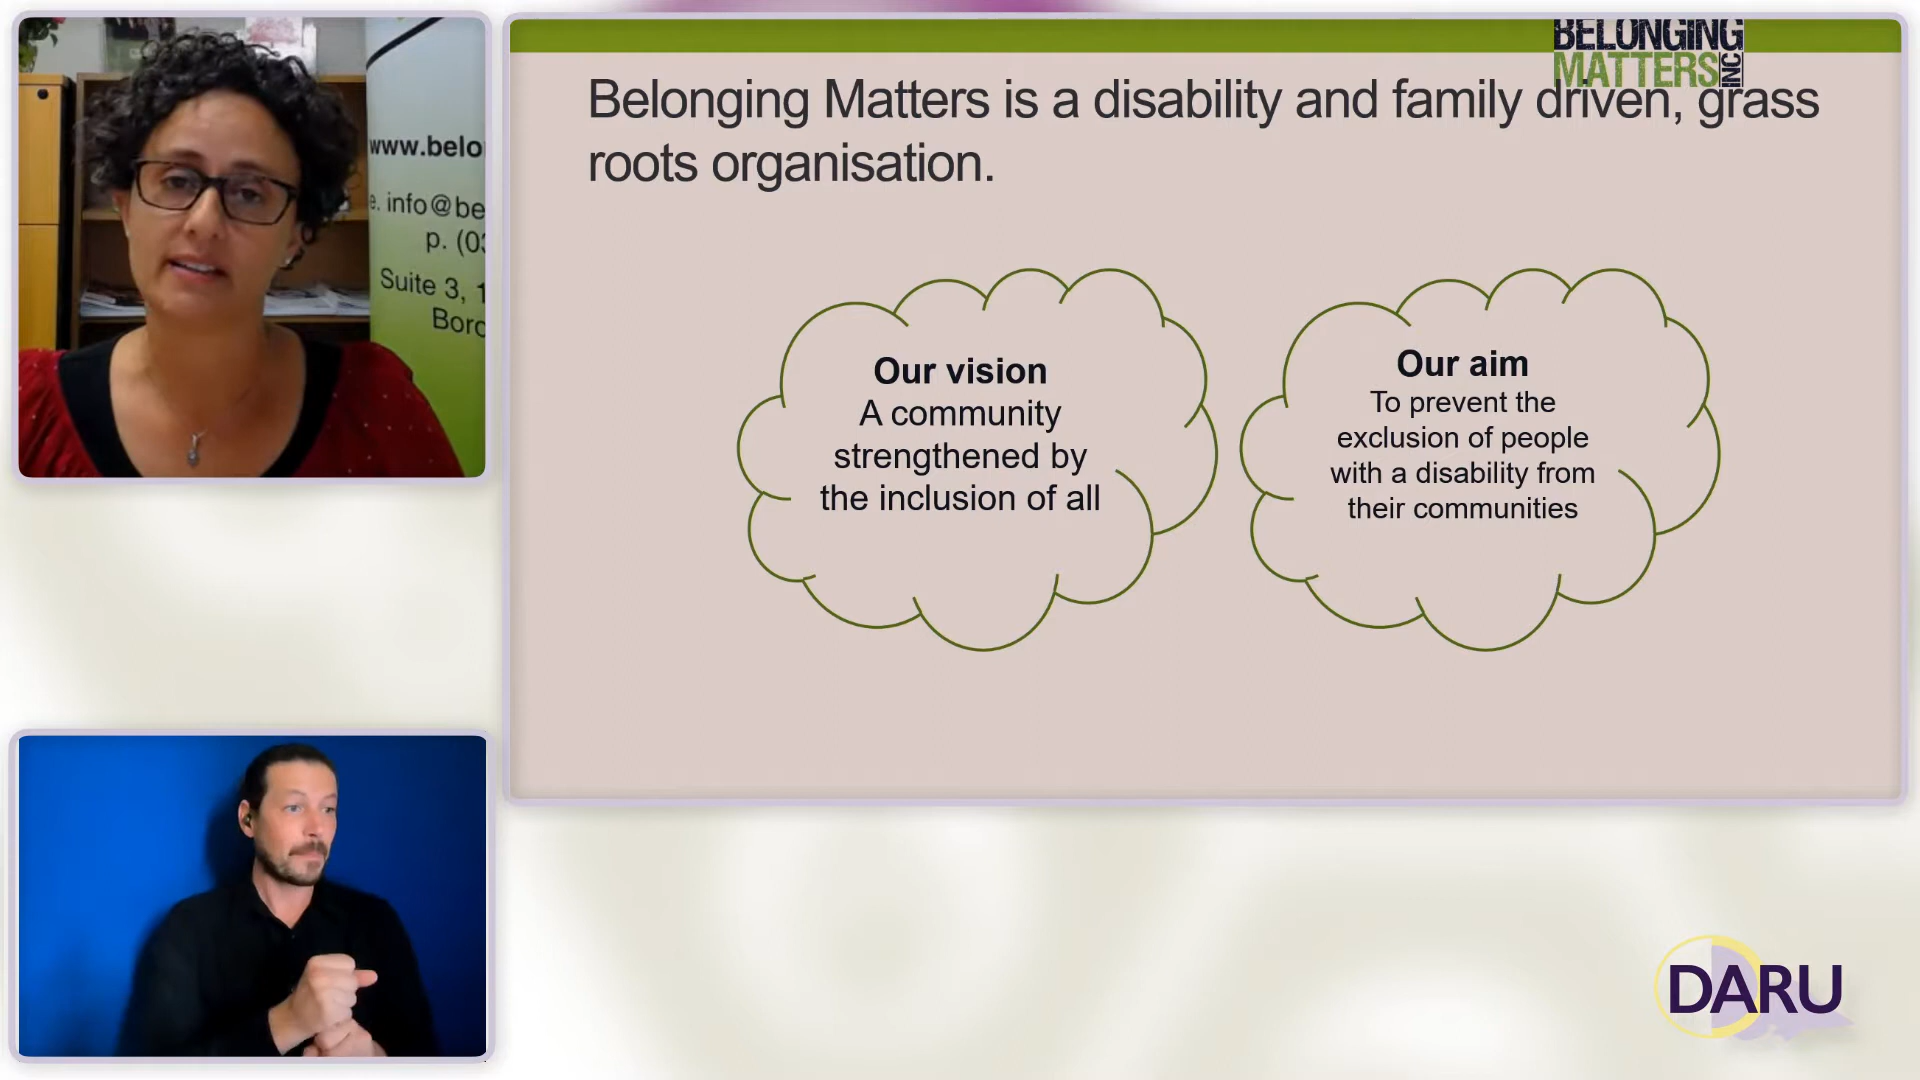 www.belo
e. info@be
p. (03
Suite 3, 1
Boro
BELONGING
MATTERS INC
Belonging Matters is a disability and family driven, grass
roots organisation.
Our vision
A community
strengthened by
the inclusion of all
Our aim
To prevent the
exclusion of people
with a disability from
their communities
DARU